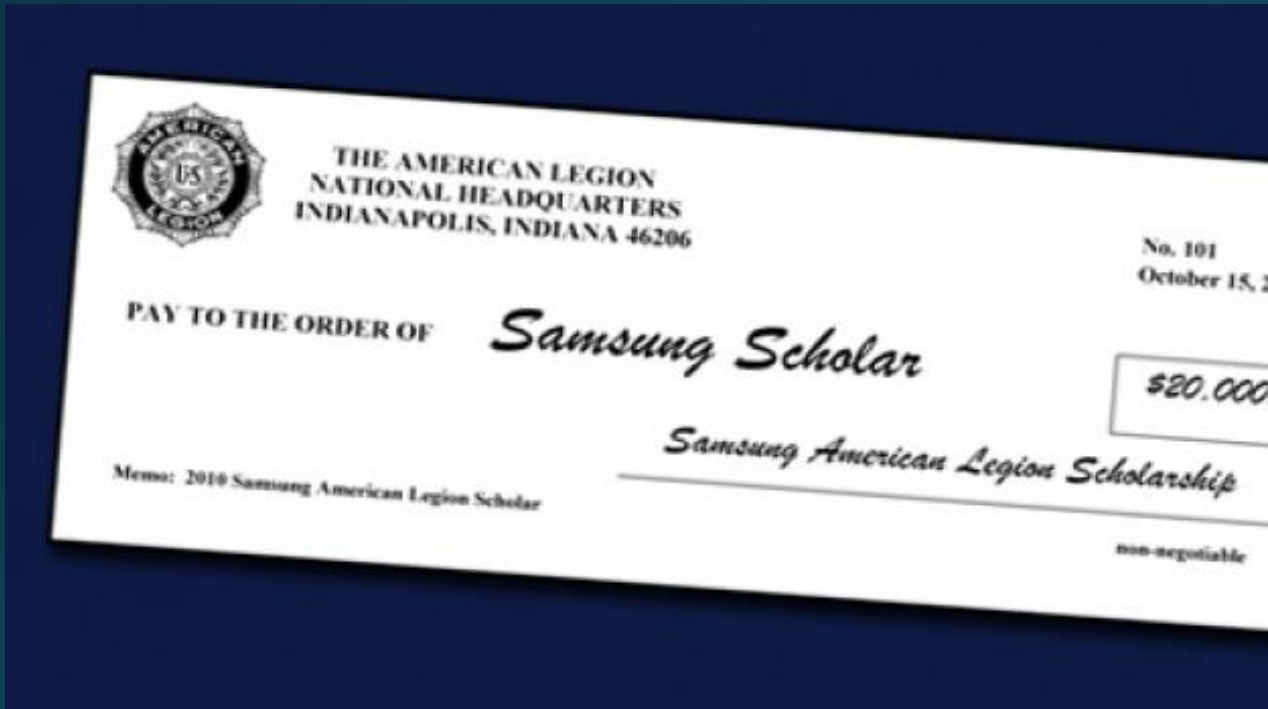 AMERICAN
US
LEGION
THE AMERICAN LEGION
NATIONAL HEADQUARTERS
INDIANAPOLIS, INDIANA 46206
No. 101
October 15, 2
PAY TO THE ORDER OF Samsung Scholar
$20.000
Samsung American Legion Scholarship
Memo: 2010 Samsung American Legion Scholar
non-negotiable